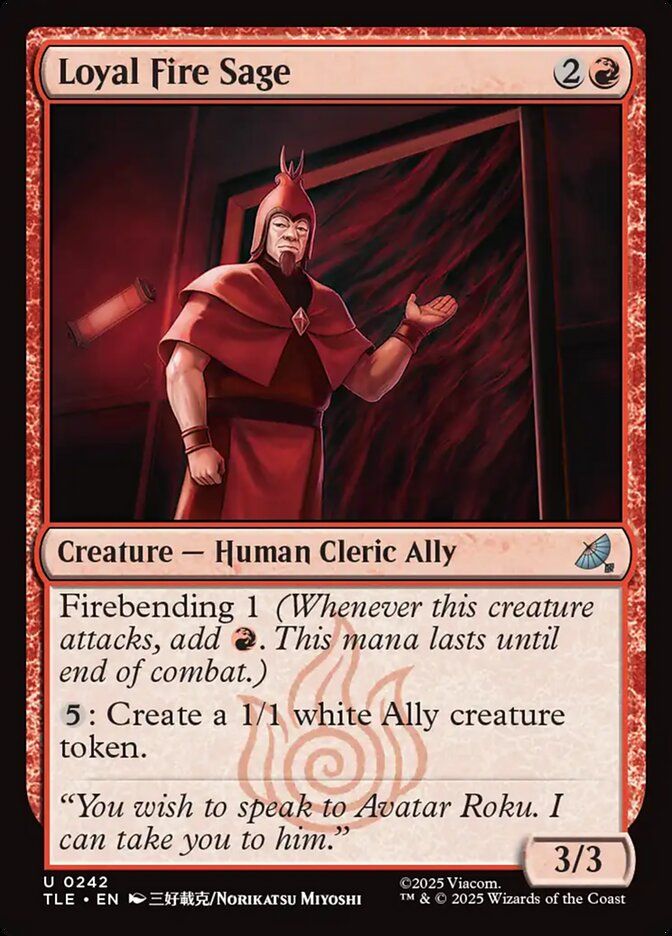 Loyal Fire Sage 2
Creature — Human Cleric Ally
Firebending 1 (Whenever this creature
attacks, add . This mana lasts until
end of combat.)
5: Create a 1/1 white Ally creature
token.
“You wish to speak to Avatar Roku. I
can take you to him.”
3/3
U 0242
TLE • EN 三好載克/Norikatsu Miyoshi
©2025 Viacom.
™ & © 2025 Wizards of the Coast